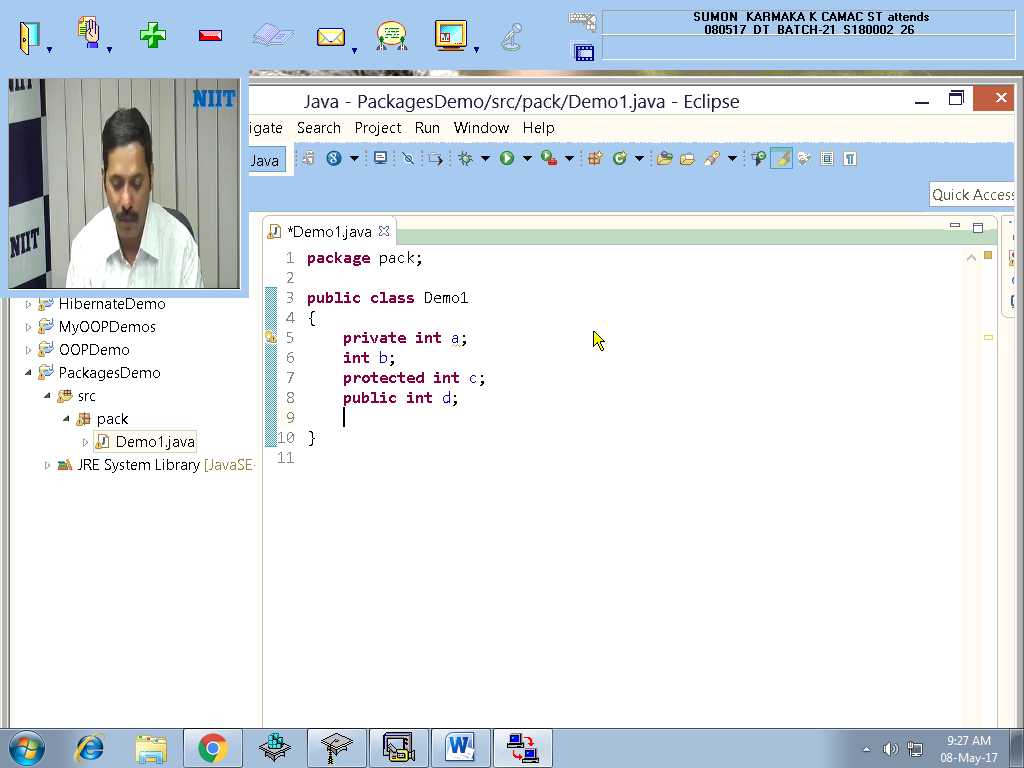 SUMON KARMAKA K CAMAC ST attends
080517 DT BATCH-21 S180002 26
NIIT
NIIT
Java - PackagesDemo/src/pack/Demo1.java - Eclipse
igate Search Project Run Window Help
Java
Quick Access
*Demo1.java
1 package pack;
2
3 public class Demo1
4 {
5 private int a;
6 int b;
7 protected int c;
8 public int d;
9
10 }
11
HibernateDemo
MyOOPDemos
OOPDemo
PackagesDemo
src
pack
Demo1.java
JRE System Library [JavaSE-
9:27 AM
08-May-17